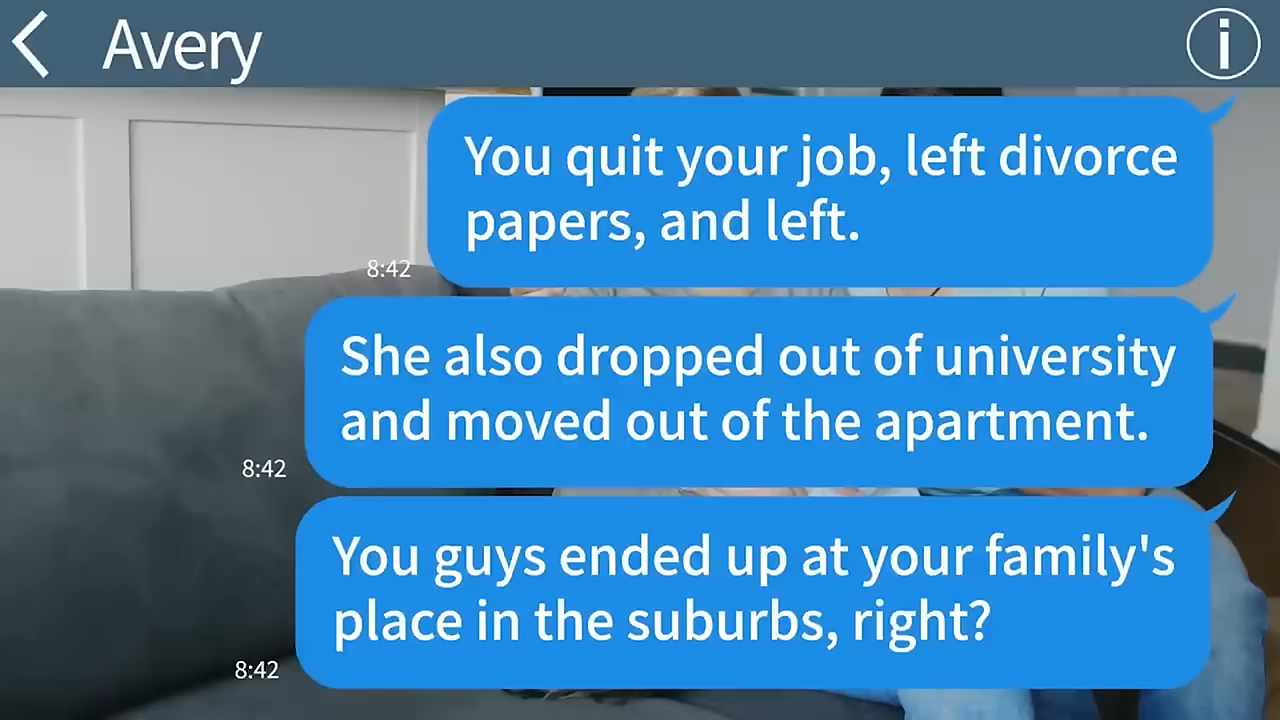 Avery
You quit your job, left divorce
papers, and left.
8:42
She also dropped out of university
and moved out of the apartment.
8:42
You guys ended up at your family's
place in the suburbs, right?
8:42